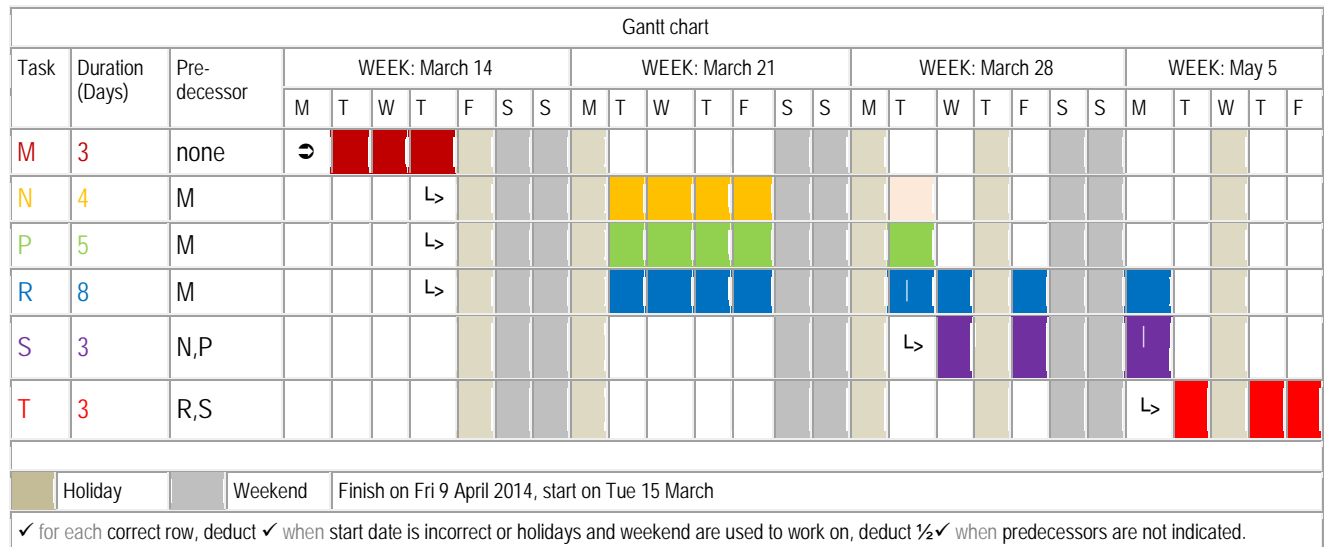 Gantt chart
Task Duration (Days) Pre-decessor WEEK: March 14 WEEK: March 21 WEEK: March 28 WEEK: May 5
M T W T F S S M T W T F S S M T W T F S S M T W T F
M 3 none ➲
N 4 M ↳
P 5 M ↳
R 8 M ↳
S 3 N,P ↳
T 3 R,S ↳
Holiday Weekend Finish on Fri 9 April 2014, start on Tue 15 March
✓ for each correct row, deduct ✓ when start date is incorrect or holidays and weekend are used to work on, deduct ½✓ when predecessors are not indicated.